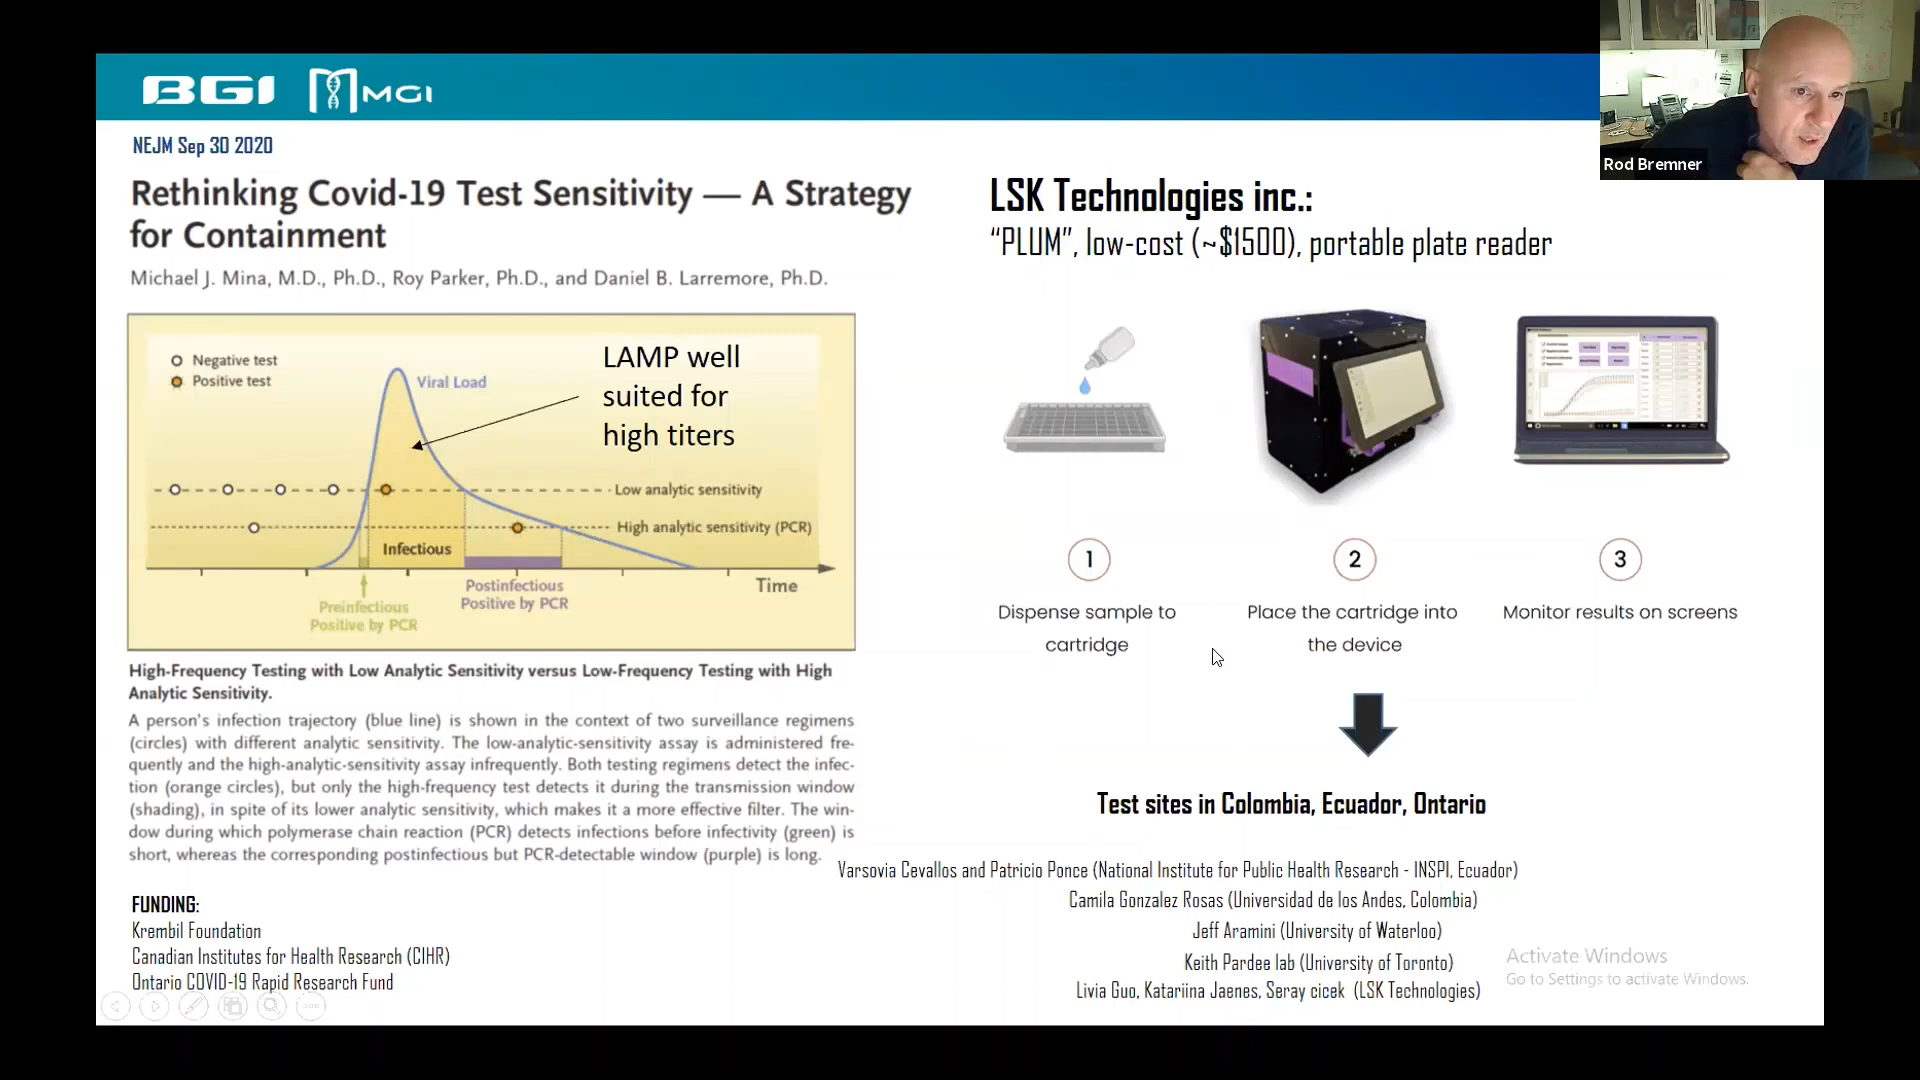 BGI MGI
NEJM Sep 30 2020
Rethinking Covid-19 Test Sensitivity — A Strategy
for Containment
Michael J. Mina, M.D., Ph.D., Roy Parker, Ph.D., and Daniel B. Larremore, Ph.D.
Negative test
Positive test
Viral Load
LAMP well
suited for
high titers
Low analytic sensitivity
High analytic sensitivity (PCR)
Infectious
Time
Preinfectious
Positive by PCR
Postinfectious
Positive by PCR
High-Frequency Testing with Low Analytic Sensitivity versus Low-Frequency Testing with High
Analytic Sensitivity.
A person's infection trajectory (blue line) is shown in the context of two surveillance regimens
(circles) with different analytic sensitivity. The low-analytic-sensitivity assay is administered fre-
quently and the high-analytic-sensitivity assay infrequently. Both testing regimens detect the infec-
tion (orange circles), but only the high-frequency test detects it during the transmission window
(shading), in spite of its lower analytic sensitivity, which makes it a more effective filter. The win-
dow during which polymerase chain reaction (PCR) detects infections before infectivity (green) is
short, whereas the corresponding postinfectious but PCR-detectable window (purple) is long.
FUNDING:
Krembil Foundation
Canadian Institutes for Health Research (CIHR)
Ontario COVID-19 Rapid Research Fund
LSK Technologies inc.:
“PLUM”, low-cost (~$1500), portable plate reader
1
Dispense sample to
cartridge
2
Place the cartridge into
the device
3
Monitor results on screens
Test sites in Colombia, Ecuador, Ontario
Varsovia Cevallos and Patricio Ponce (National Institute for Public Health Research - INSPI, Ecuador)
Camila Gonzalez Rosas (Universidad de los Andes, Colombia)
Jeff Aramini (University of Waterloo)
Keith Pardee lab (University of Toronto)
Livia Guo, Katariina Jaenes, Seray cicek (LSK Technologies)
Activate Windows
Go to Settings to activate Windows.
Rod Bremner